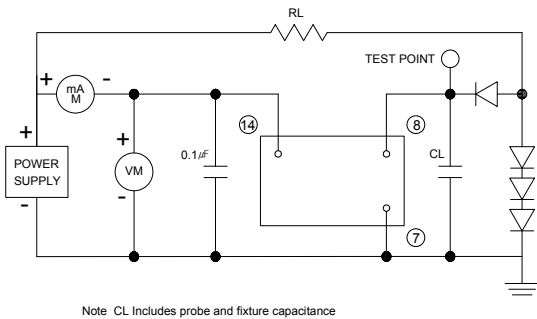 RL
TEST POINT
+
mA
M
-
+
14
8
+
POWER
SUPPLY
-
VM
-
0.1µF
CL
7
Note CL Includes probe and fixture capacitance